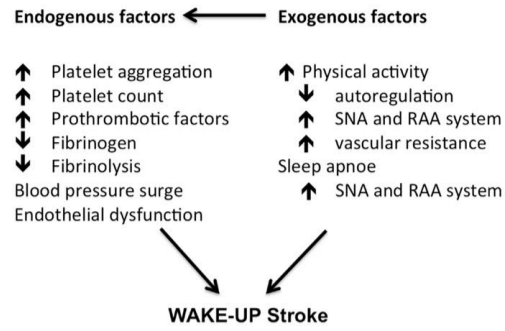 Endogenous factors
Exogenous factors
Platelet aggregation
Platelet count
Prothrombotic factors
Fibrinogen
Fibrinolysis
Blood pressure surge
Endothelial dysfunction
Physical activity
autoregulation
SNA and RAA system
vascular resistance
Sleep apnoe
SNA and RAA system
WAKE-UP Stroke